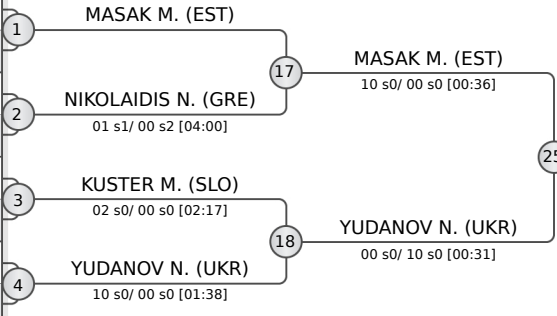 MASAK M. (EST)
1
MASAK M. (EST)
17
10 s0/ 00 s0 [00:36]
NIKOLAIDIS N. (GRE)
2
01 s1/ 00 s2 [04:00]
25
KUSTER M. (SLO)
3
02 s0/ 00 s0 [02:17]
YUDANOV N. (UKR)
18
00 s0/ 10 s0 [00:31]
YUDANOV N. (UKR)
4
10 s0/ 00 s0 [01:38]